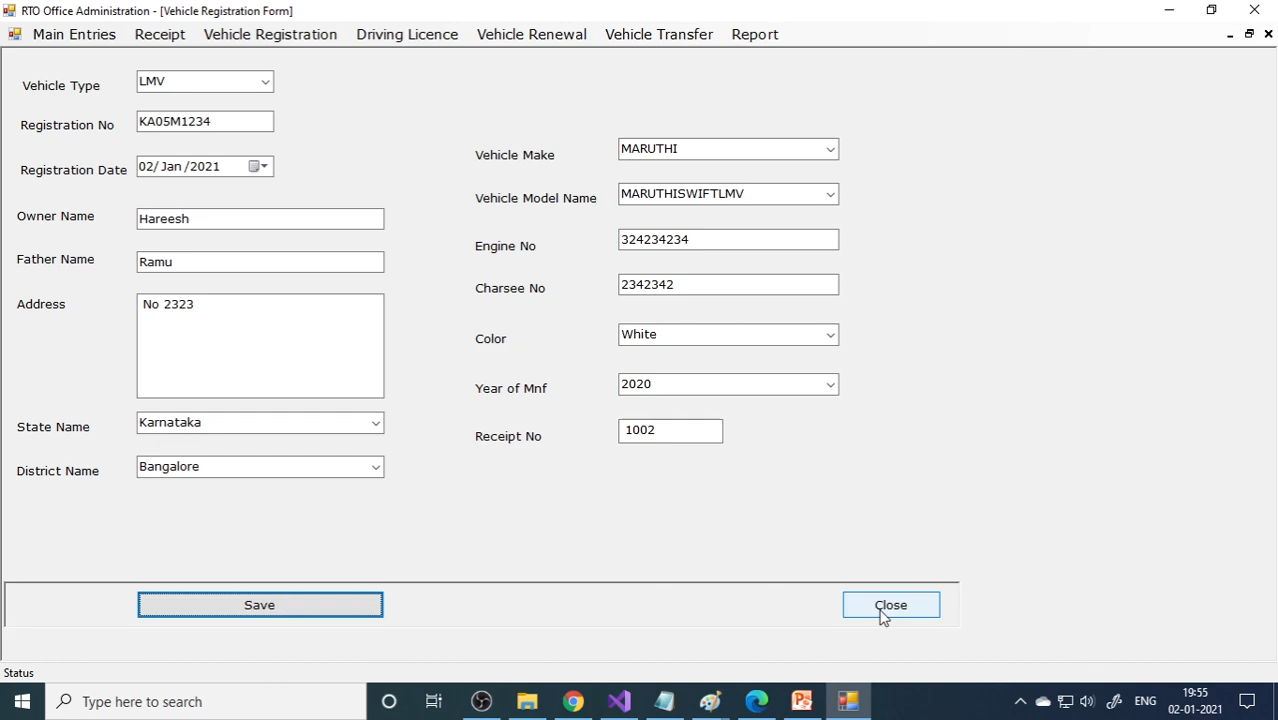 RTO Office Administration - [Vehicle Registration Form]
Main Entries Receipt Vehicle Registration Driving Licence Vehicle Renewal Vehicle Transfer Report
Vehicle Type LMV
Registration No KA05M1234
Registration Date 02/ Jan /2021
Owner Name Hareesh
Father Name Ramu
Address No 2323
State Name Karnataka
District Name Bangalore
Vehicle Make MARUTHI
Vehicle Model Name MARUTHISWIFTLMV
Engine No 324234234
Charsee No 2342342
Color White
Year of Mnf 2020
Receipt No 1002
Save Close
Status
Type here to search
ENG
19:55
02-01-2021